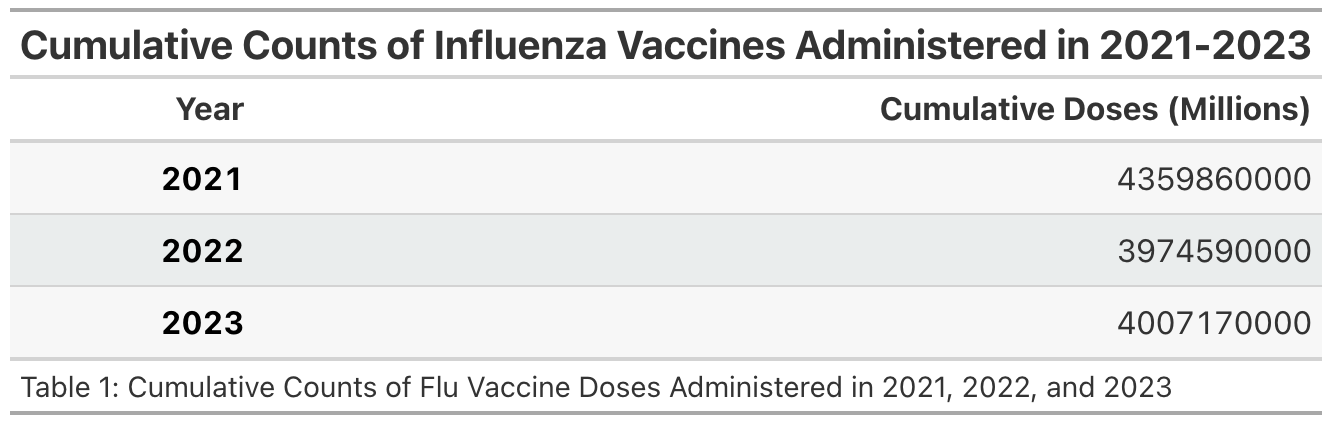 Cumulative Counts of Influenza Vaccines Administered in 2021-2023
Year Cumulative Doses (Millions)
2021 4359860000
2022 3974590000
2023 4007170000
Table 1: Cumulative Counts of Flu Vaccine Doses Administered in 2021, 2022, and 2023